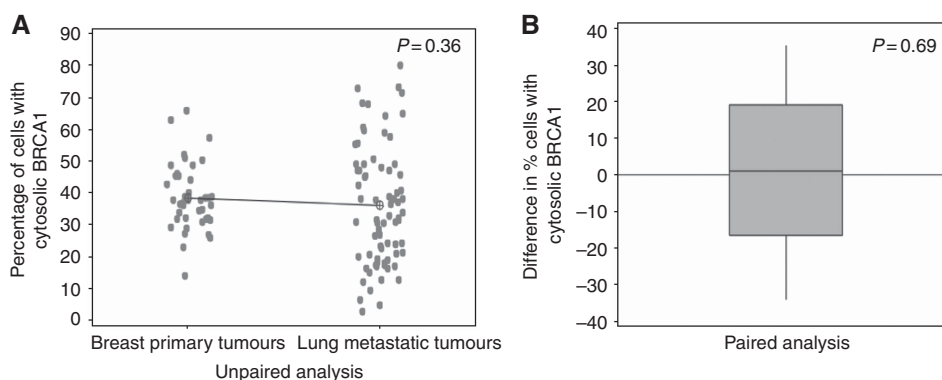 A
P=0.36
Percentage of cells with
cytosolic BRCA1
90
80
70
60
50
40
30
20
10
0
Breast primary tumours
Lung metastatic tumours
Unpaired analysis
B
P=0.69
Difference in % cells with
cytosolic BRCA1
40
30
20
10
0
–10
–20
–30
–40
Paired analysis